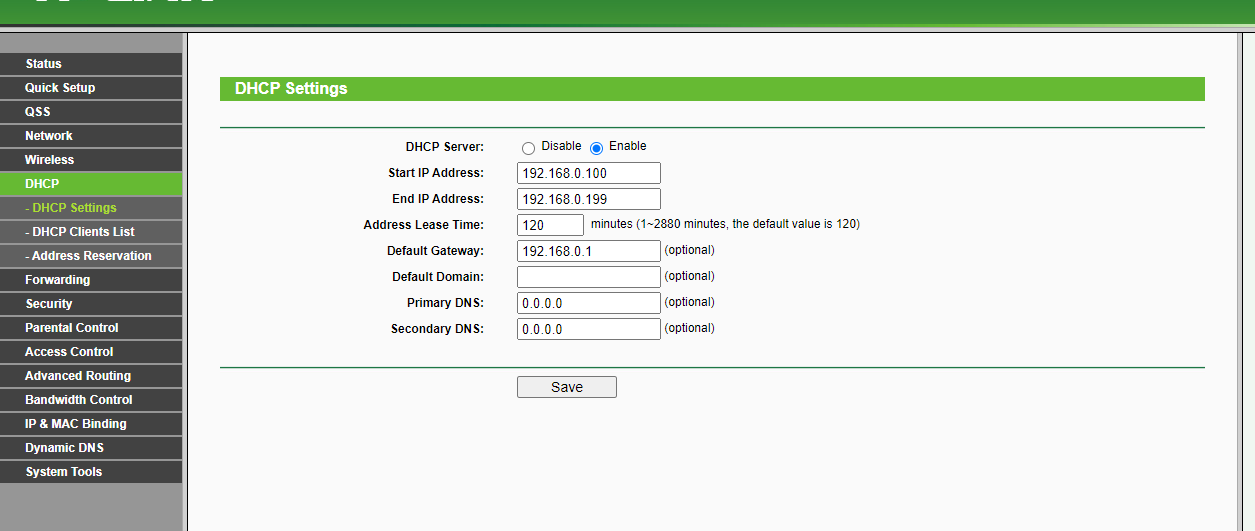 Status
Quick Setup
QSS
Network
Wireless
DHCP
- DHCP Settings
- DHCP Clients List
- Address Reservation
Forwarding
Security
Parental Control
Access Control
Advanced Routing
Bandwidth Control
IP & MAC Binding
Dynamic DNS
System Tools
DHCP Settings
DHCP Server: Disable Enable
Start IP Address: 192.168.0.100
End IP Address: 192.168.0.199
Address Lease Time: 120 minutes (1~2880 minutes, the default value is 120)
Default Gateway: 192.168.0.1 (optional)
Default Domain: (optional)
Primary DNS: 0.0.0.0 (optional)
Secondary DNS: 0.0.0.0 (optional)
Save